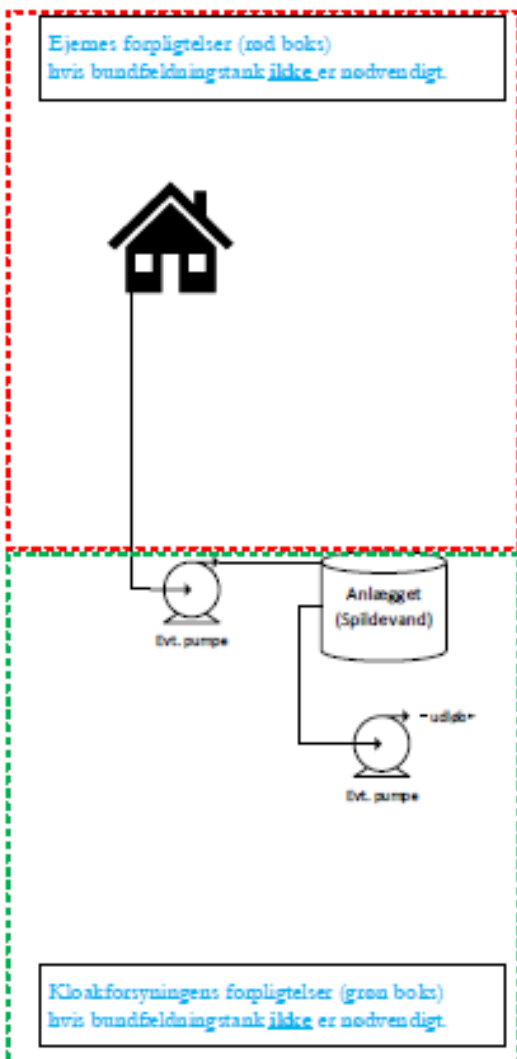 Ejernes forpligtelser (rød boks)
hvis bundfældningstank ikke er nødvendigt.
Evt. pumpe
Anlægget
(Spildevand)
udløb
Evt. pumpe
Kloakforsyningens forpligtelser (grøn boks)
hvis bundfældningstank ikke er nødvendigt.